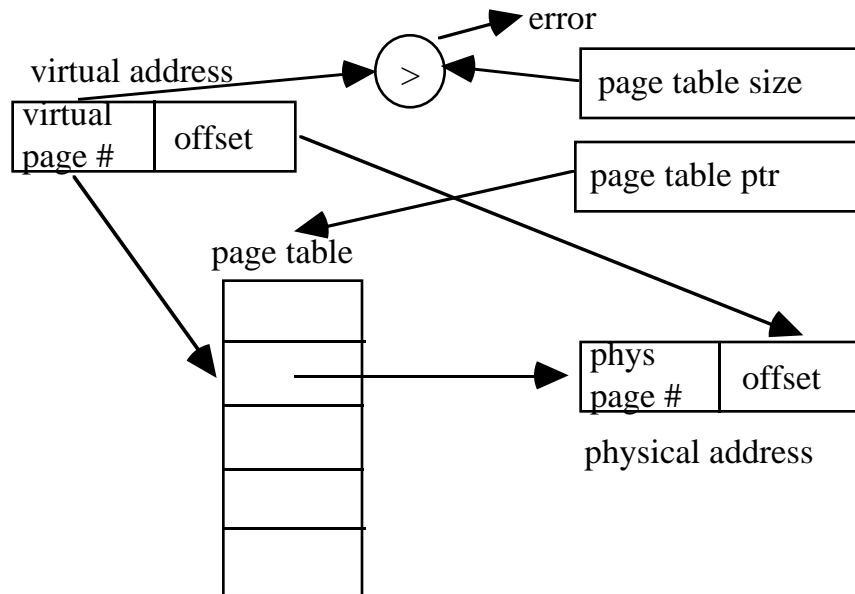 error
virtual address
>
page table size
virtual
page #
offset
page table ptr
page table
phys
page #
offset
physical address